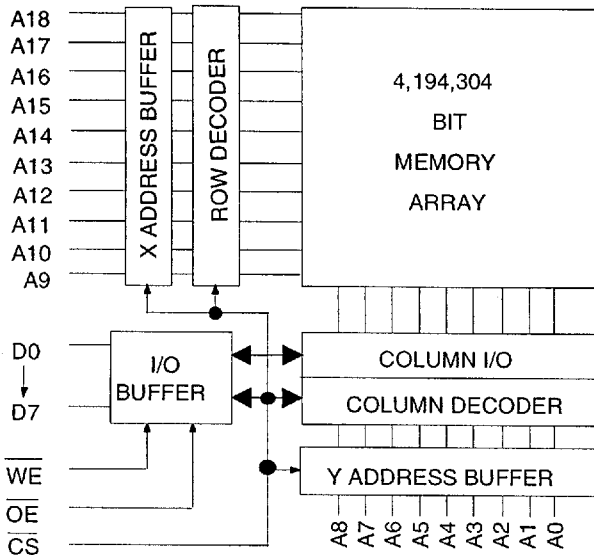 A18
A17
A16
A15
A14
A13
A12
A11
A10
A9
X ADDRESS BUFFER
ROW DECODER
4,194,304
BIT
MEMORY
ARRAY
D0
D7
I/O
BUFFER
COLUMN I/O
COLUMN DECODER
Y ADDRESS BUFFER
WE
OE
CS
A8
A7
A6
A5
A4
A3
A2
A1
A0